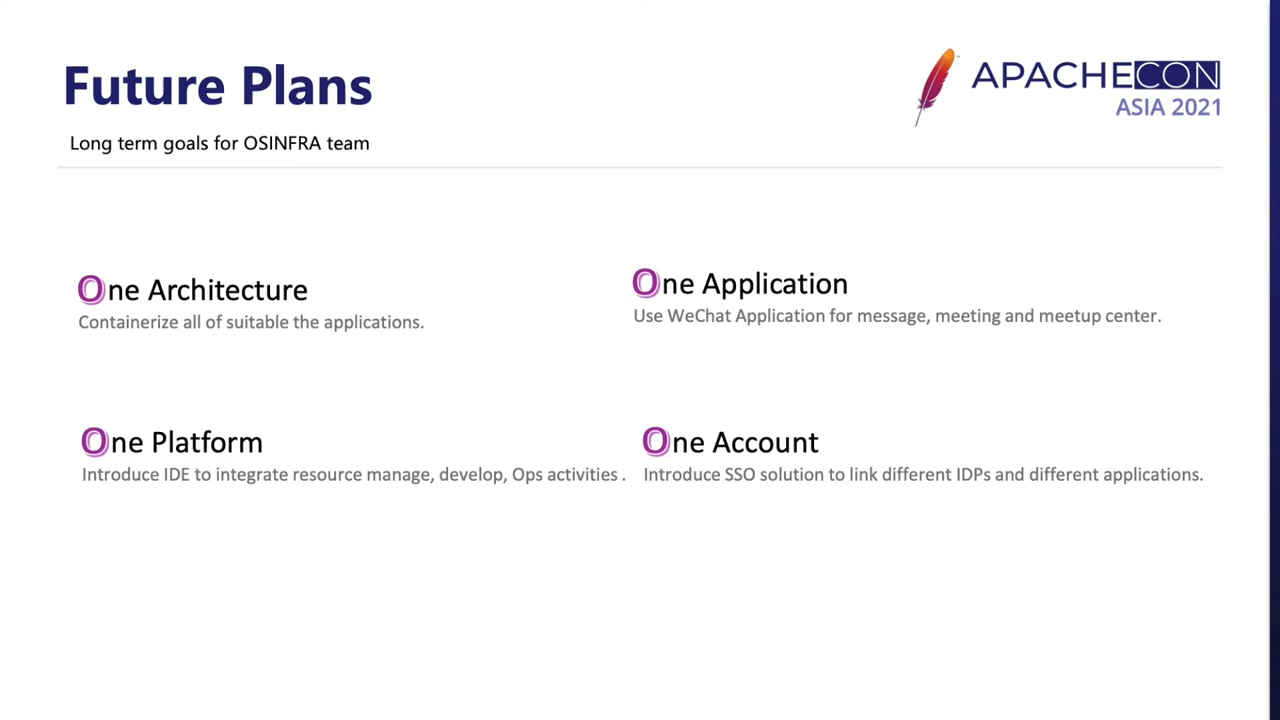 Future Plans
Long term goals for OSINFRA team
APACHECON
ASIA 2021
One Architecture
Containerize all of suitable the applications.
One Application
Use WeChat Application for message, meeting and meetup center.
One Platform
Introduce IDE to integrate resource manage, develop, Ops activities .
One Account
Introduce SSO solution to link different IDPs and different applications.